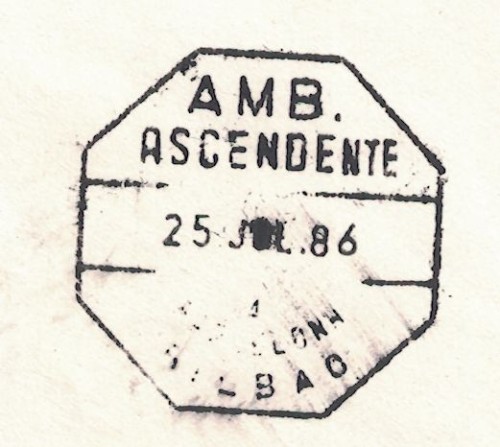 AMB.
ASCENDENTE
25 JUL.86
BILBAO